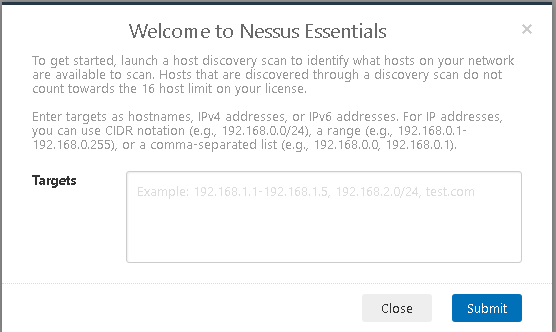 Welcome to Nessus Essentials
×
To get started, launch a host discovery scan to identify what hosts on your network
are available to scan. Hosts that are discovered through a discovery scan do not
count towards the 16 host limit on your license.
Enter targets as hostnames, IPv4 addresses, or IPv6 addresses. For IP addresses,
you can use CIDR notation (e.g., 192.168.0.0/24), a range (e.g., 192.168.0.1-
192.168.0.255), or a comma-separated list (e.g., 192.168.0.0, 192.168.0.1).
Targets
Example: 192.168.1.1-192.168.1.5, 192.168.2.0/24, test.com
Close
Submit